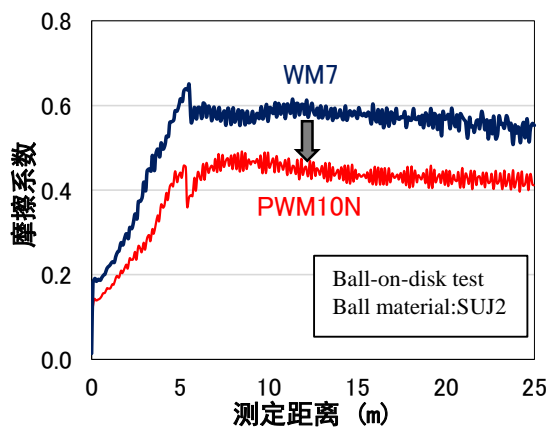 0.8
0.6
0.4
0.2
0.0
摩擦系数
WM7
PWM10N
Ball-on-disk test
Ball material:SUJ2
0 5 10 15 20 25
测定距离 (m)